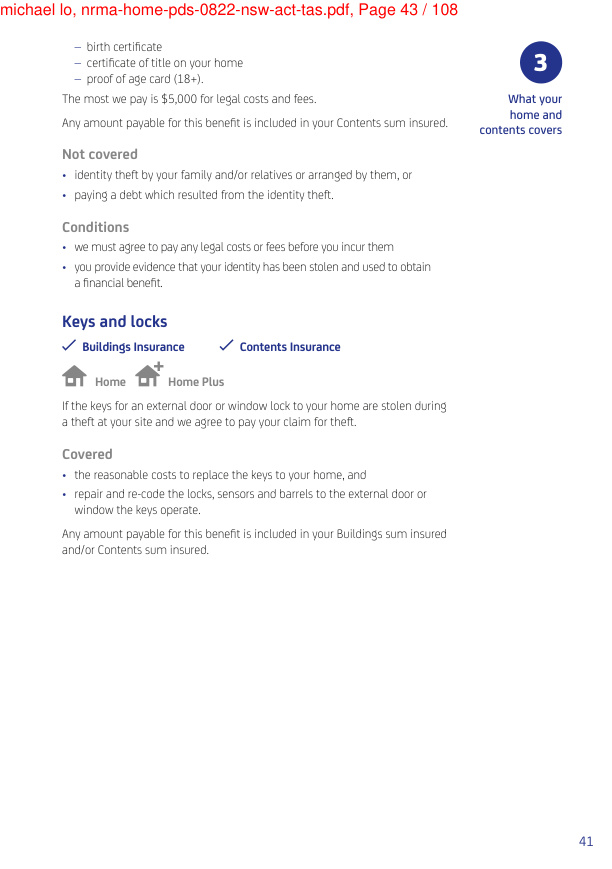 michael lo, nrma-home-pds-0822-nsw-act-tas.pdf, Page 43 / 108
– birth certificate
– certificate of title on your home
– proof of age card (18+).
The most we pay is $5,000 for legal costs and fees.
Any amount payable for this benefit is included in your Contents sum insured.
Not covered
• identity theft by your family and/or relatives or arranged by them, or
• paying a debt which resulted from the identity theft.
Conditions
• we must agree to pay any legal costs or fees before you incur them
• you provide evidence that your identity has been stolen and used to obtain
a financial benefit.
Keys and locks
✓ Buildings Insurance ✓ Contents Insurance
Home Home Plus
If the keys for an external door or window lock to your home are stolen during
a theft at your site and we agree to pay your claim for theft.
Covered
• the reasonable costs to replace the keys to your home, and
• repair and re-code the locks, sensors and barrels to the external door or
window the keys operate.
Any amount payable for this benefit is included in your Buildings sum insured
and/or Contents sum insured.
3
What your
home and
contents covers
41